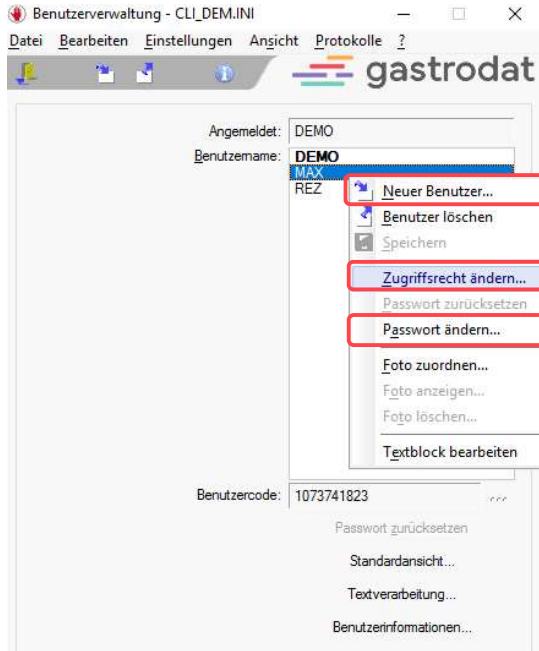 Benutzerverwaltung - CLI_DEM.INI
Datei Bearbeiten Einstellungen Ansicht Protokolle ?
gastrodat
Angemeldet: DEMO
Benutzername: DEMO
MAX
REZ
Neuer Benutzer...
Benutzer löschen
Speichern
Zugriffsrecht ändern...
Passwort zurücksetzen
Passwort ändern...
Foto zuordnen...
Foto anzeigen...
Foto löschen...
Textblock bearbeiten
Benutzercode: 1073741823 ...
Passwort zurücksetzen
Standardansicht...
Textverarbeitung...
Benutzerinformationen...